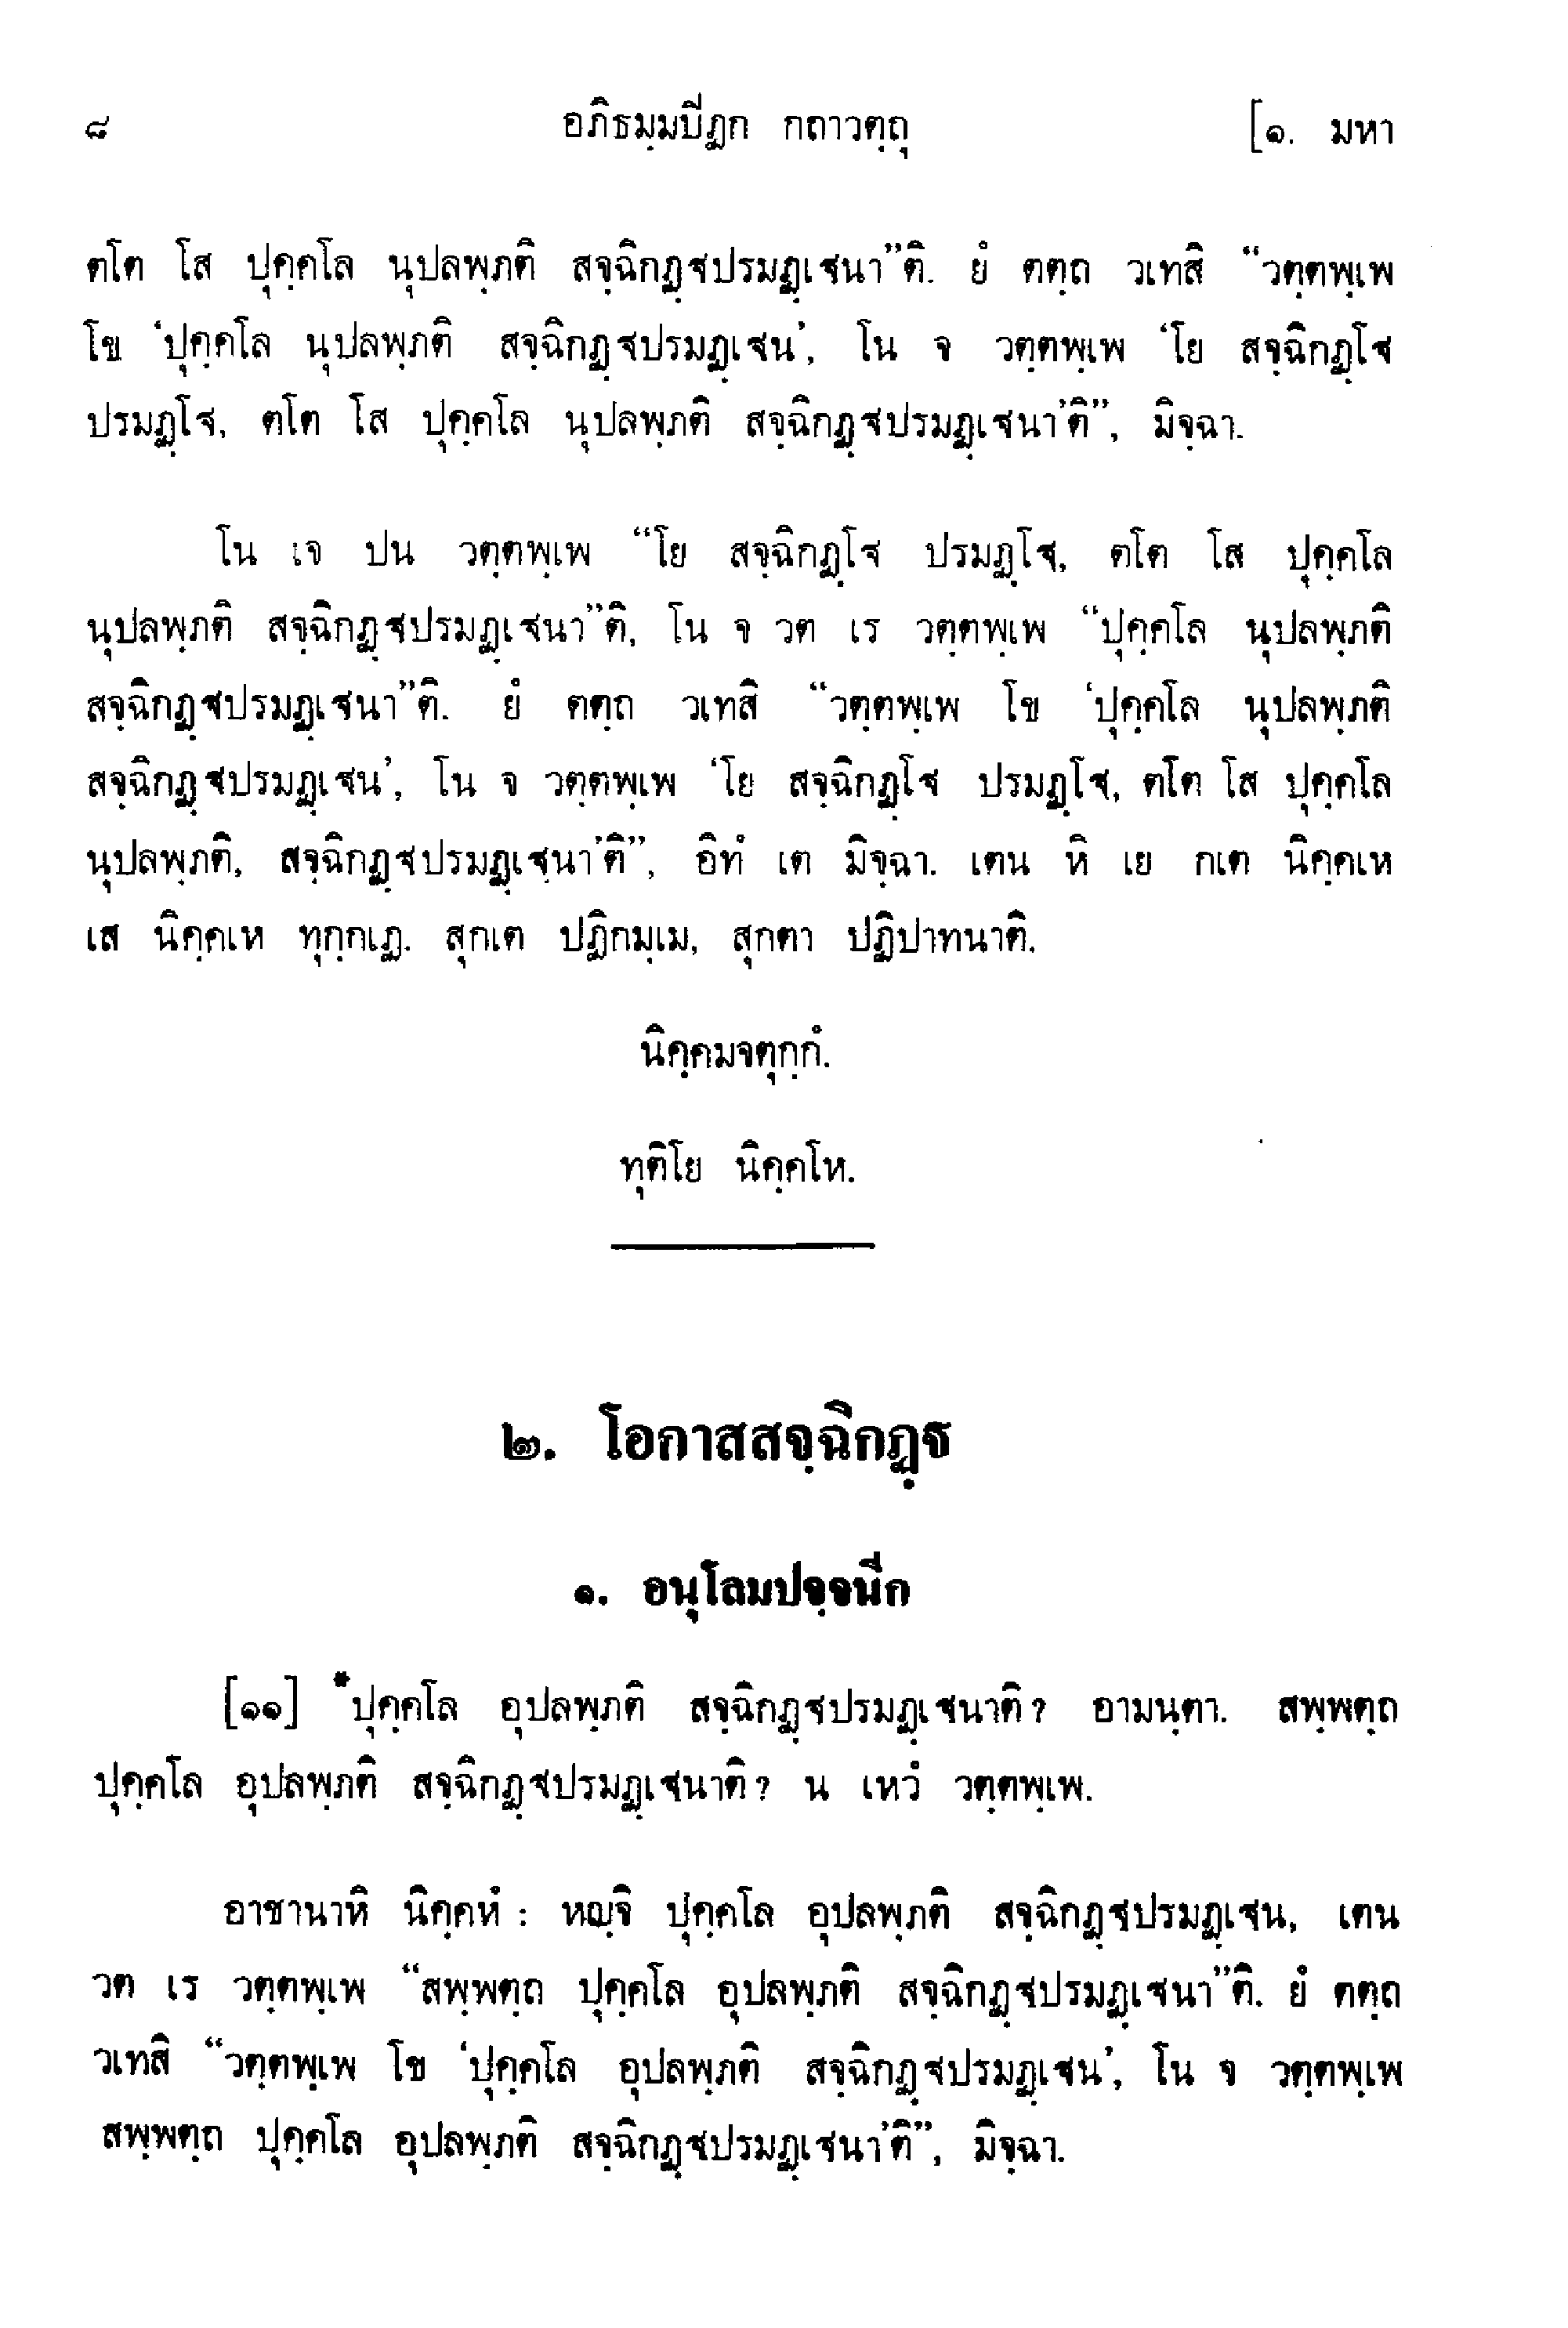 ๘ อภิธมฺมปิฏก กถาวตฺถุ [๑. มหา
ตโต โส ปุคฺคโล นุปลพฺภติ สจฺฉิกฏฺฐปรมฏฺเฐนา”ติ. ยํ ตตฺถ วเทสิ “วตฺตพฺเพ
โข ‘ปุคฺคโล นุปลพฺภติ สจฺฉิกฏฺฐปรมฏฺเฐน’, โน จ วตฺตพฺเพ ‘โย สจฺฉิกฏฺโฐ
ปรมฏฺโฐ, ตโต โส ปุคฺคโล นุปลพฺภติ สจฺฉิกฏฺฐปรมฏฺเฐนา’ติ”, มิจฺฉา.
โน เจ ปน วตฺตพฺเพ “โย สจฺฉิกฏฺโฐ ปรมฏฺโฐ, ตโต โส ปุคฺคโล
นุปลพฺภติ สจฺฉิกฏฺฐปรมฏฺเฐนา”ติ, โน จ วต เร วตฺตพฺเพ “ปุคฺคโล นุปลพฺภติ
สจฺฉิกฏฺฐปรมฏฺเฐนา”ติ. ยํ ตตฺถ วเทสิ “วตฺตพฺเพ โข ‘ปุคฺคโล นุปลพฺภติ
สจฺฉิกฏฺฐปรมฏฺเฐน’, โน จ วตฺตพฺเพ ‘โย สจฺฉิกฏฺโฐ ปรมฏฺโฐ, ตโต โส ปุคฺคโล
นุปลพฺภติ, สจฺฉิกฏฺฐปรมฏฺเฐนา’ติ”, อิทํ เต มิจฺฉา. เตน หิ เย กเต นิคฺคเห
เส นิคฺคเห ทุกฺกเฏ. สุกเต ปฏิกมฺเม, สุกตา ปฏิปาทนาติ.
นิคฺคมจตุกฺกํ.
ทุติโย นิคฺคโห.
๒. โอกาสสจฺฉิกฏฺฐ
๑. อนุโลมปจฺจนีก
[๑๑] *ปุคฺคโล อุปลพฺภติ สจฺฉิกฏฺฐปรมฏฺเฐนาติ? อามนฺตา. สพฺพตฺถ
ปุคฺคโล อุปลพฺภติ สจฺฉิกฏฺฐปรมฏฺเฐนาติ? น เหวํ วตฺตพฺเพ.
อาชานาหิ นิคฺคหํ : หญฺจิ ปุคฺคโล อุปลพฺภติ สจฺฉิกฏฺฐปรมฏฺเฐน, เตน
วต เร วตฺตพฺเพ “สพฺพตฺถ ปุคฺคโล อุปลพฺภติ สจฺฉิกฏฺฐปรมฏฺเฐนา”ติ. ยํ ตตฺถ
วเทสิ “วตฺตพฺเพ โข ‘ปุคฺคโล อุปลพฺภติ สจฺฉิกฏฺฐปรมฏฺเฐน’, โน จ วตฺตพฺเพ
สพฺพตฺถ ปุคฺคโล อุปลพฺภติ สจฺฉิกฏฺฐปรมฏฺเฐนา’ติ”, มิจฺฉา.